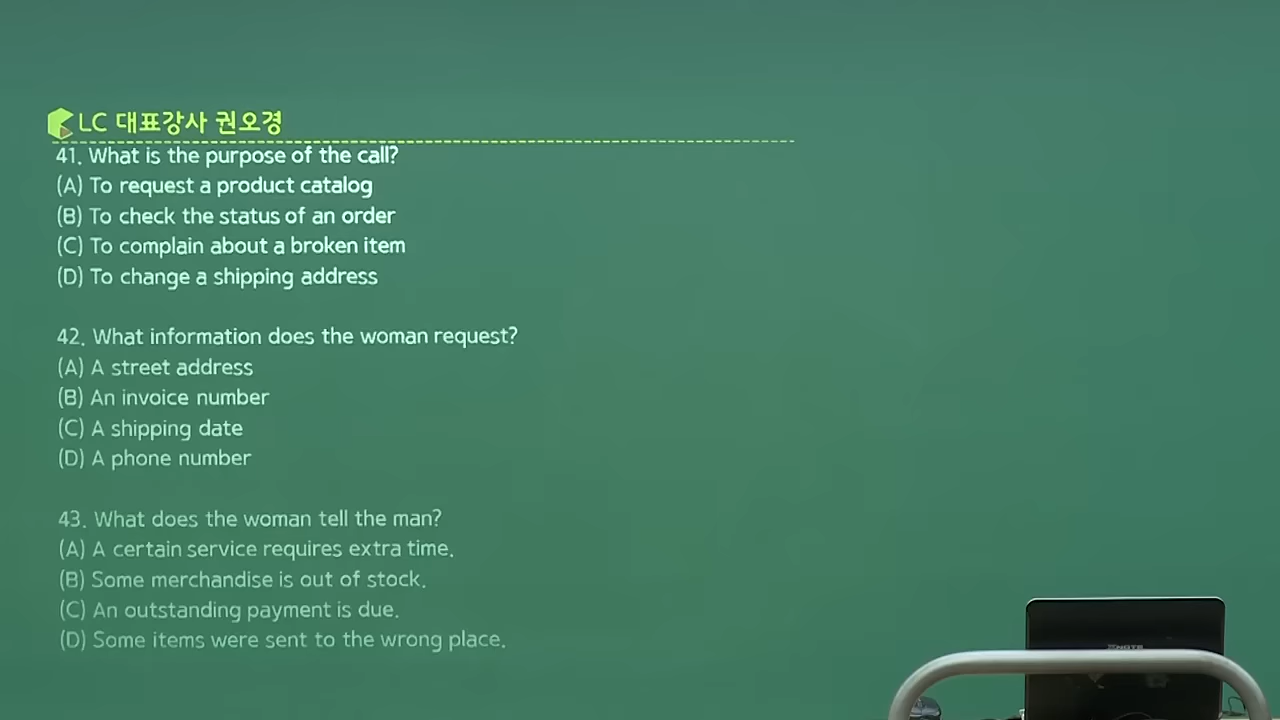 LC 대표강사 권오경
41. What is the purpose of the call?
(A) To request a product catalog
(B) To check the status of an order
(C) To complain about a broken item
(D) To change a shipping address
42. What information does the woman request?
(A) A street address
(B) An invoice number
(C) A shipping date
(D) A phone number
43. What does the woman tell the man?
(A) A certain service requires extra time.
(B) Some merchandise is out of stock.
(C) An outstanding payment is due.
(D) Some items were sent to the wrong place.